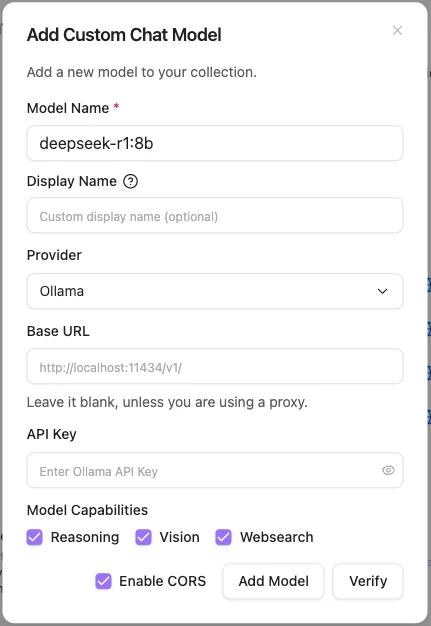 Add Custom Chat Model
Add a new model to your collection.
Model Name *
deepseek-r1:8b
Display Name ?
Custom display name (optional)
Provider
Ollama
Base URL
http://localhost:11434/v1/
Leave it blank, unless you are using a proxy.
API Key
Enter Ollama API Key
Model Capabilities
Reasoning Vision Websearch
Enable CORS Add Model Verify